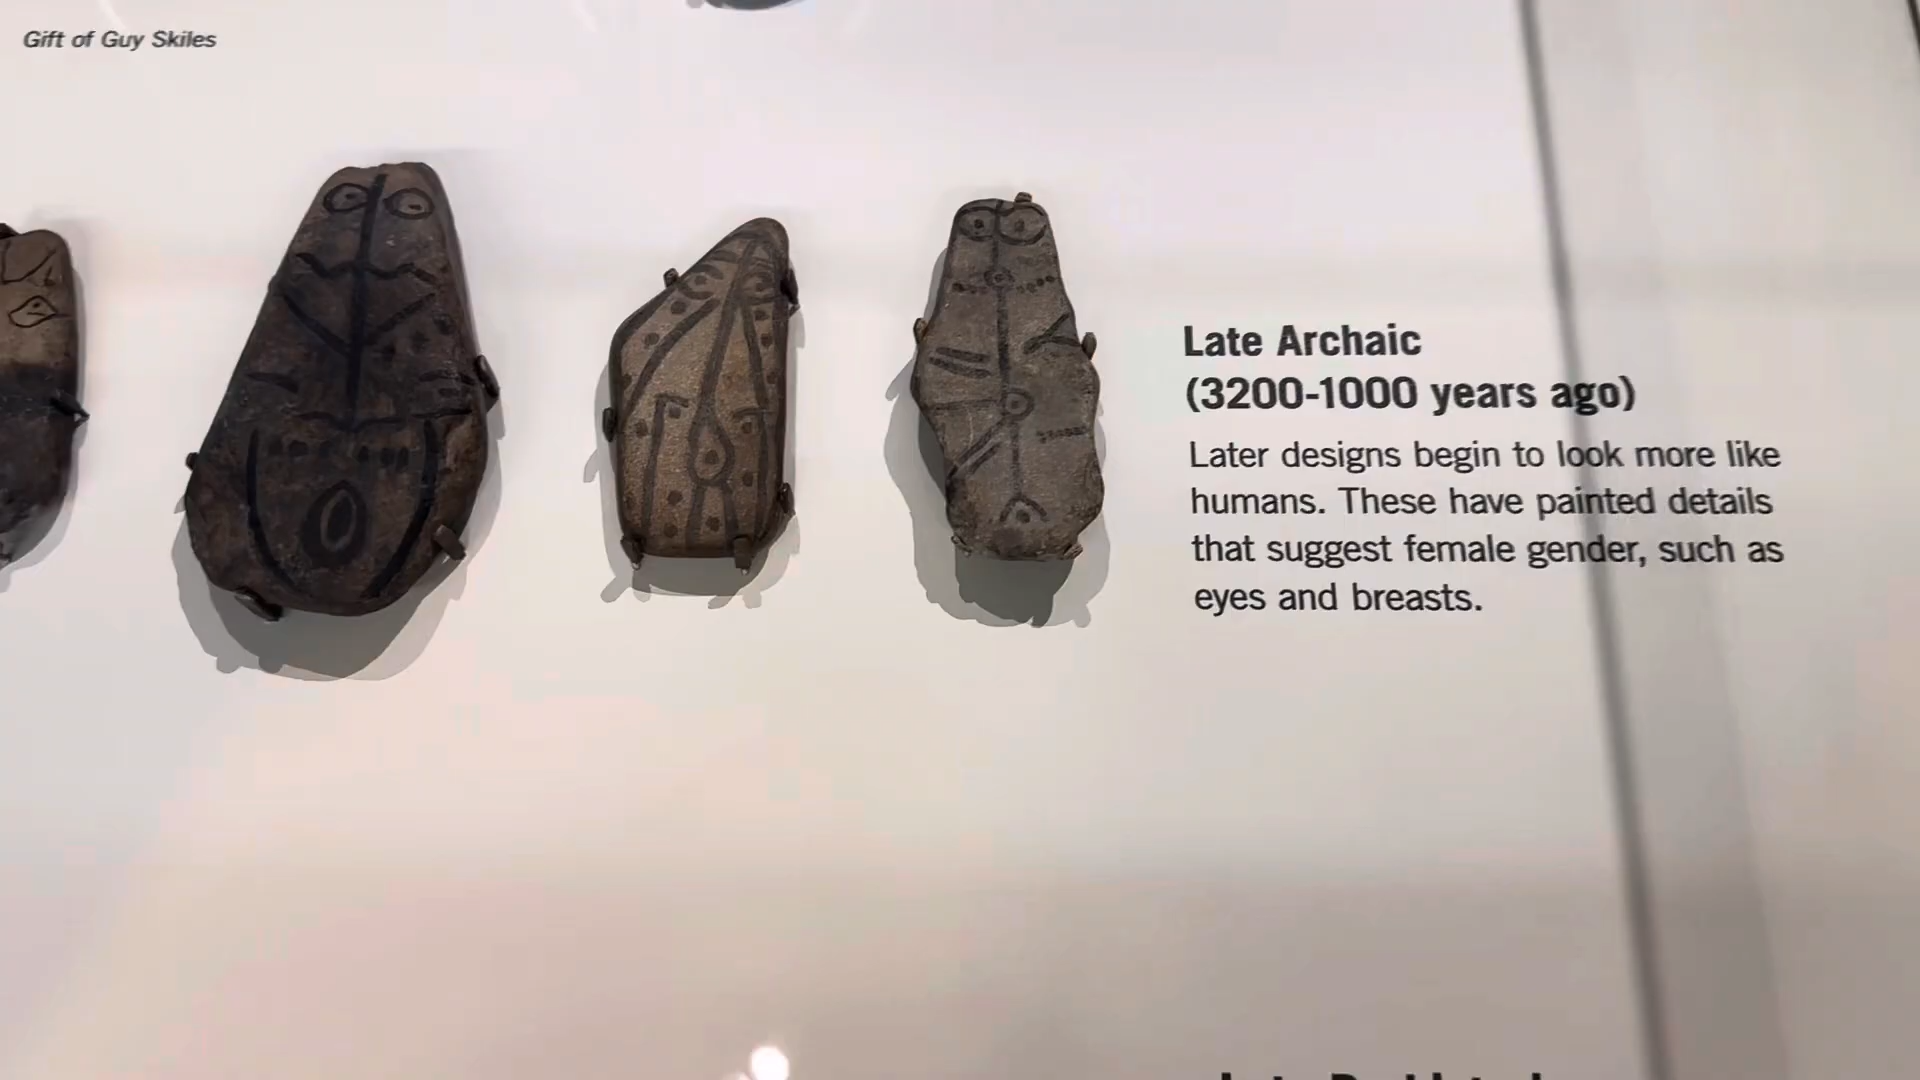 Gift of Guy Skiles
Late Archaic
(3200-1000 years ago)
Later designs begin to look more like
humans. These have painted details
that suggest female gender, such as
eyes and breasts.